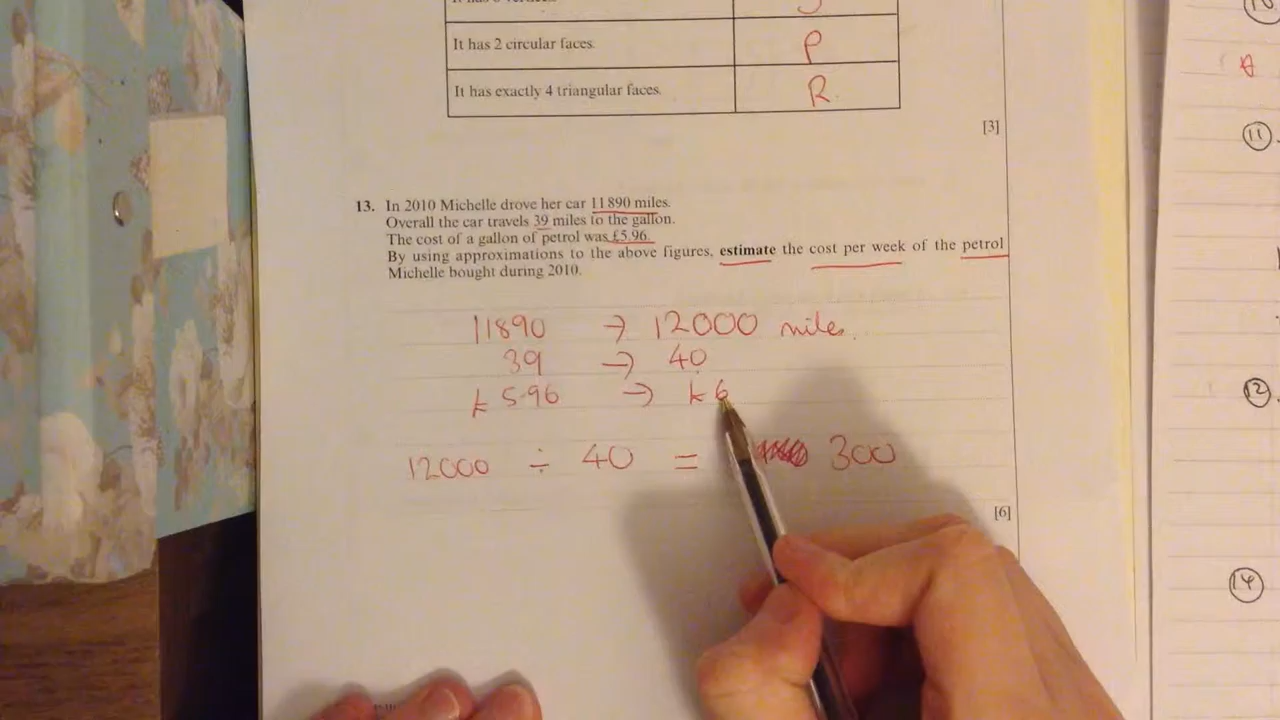 It has 2 circular faces. P
It has exactly 4 triangular faces. R
[3]
13. In 2010 Michelle drove her car 11 890 miles.
Overall the car travels 39 miles to the gallon.
The cost of a gallon of petrol was £5.96.
By using approximations to the above figures, estimate the cost per week of the petrol
Michelle bought during 2010.
11890 → 12000 miles.
39 → 40
£5.96 → £6
12000 ÷ 40 = 300
[6]
11
12
14